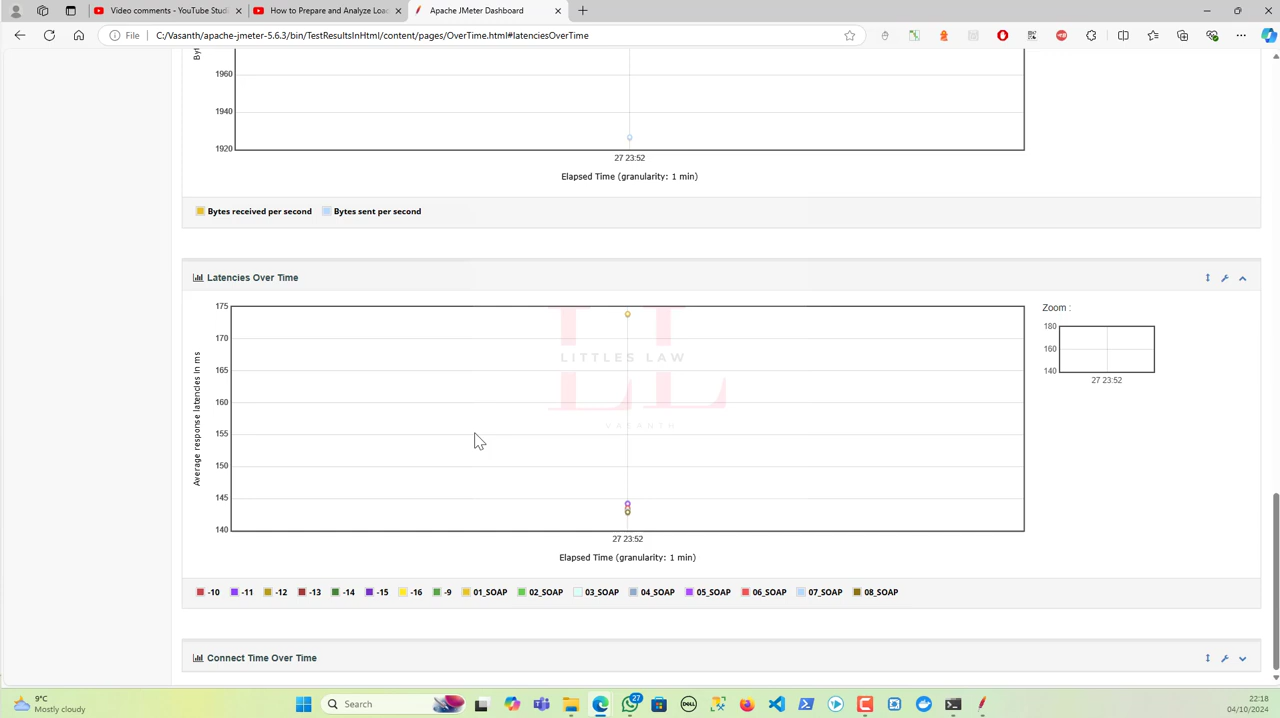 Video comments - YouTube Studi
How to Prepare and Analyze Loa
Apache JMeter Dashboard
File
C:/Vasanth/apache-jmeter-5.6.3/bin/TestResultsInHtml/content/pages/OverTime.html#latenciesOverTime
1960
1940
1920
27 23:52
Elapsed Time (granularity: 1 min)
Bytes received per second
Bytes sent per second
Latencies Over Time
Average response latencies in ms
175
170
165
160
155
150
145
140
27 23:52
Elapsed Time (granularity: 1 min)
LITTLES LAW
VASANTH
Zoom :
180
160
140
27 23:52
-10 -11 -12 -13 -14 -15 -16 -9 01_SOAP 02_SOAP 03_SOAP 04_SOAP 05_SOAP 06_SOAP 07_SOAP 08_SOAP
Connect Time Over Time
9°C
Mostly cloudy
Search
27
22:18
04/10/2024